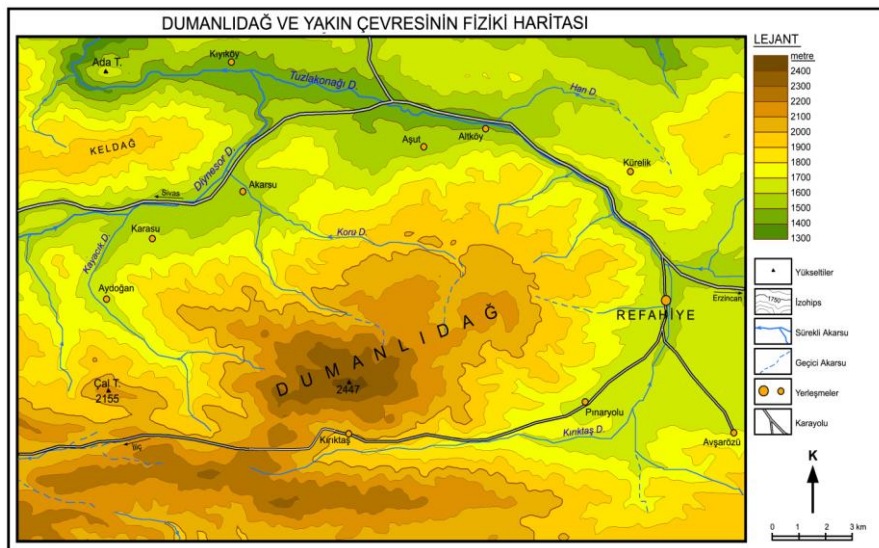 DUMANLIDAĞ VE YAKIN ÇEVRESİNİN FİZİKİ HARİTASI
LEJANT
metre
2400
2300
2200
2100
2000
1900
1800
1700
1600
1500
1400
1300
Yükseltiler
1750
İzohips
Sürekli Akarsu
Geçici Akarsu
Yerleşmeler
Karayolu
K
0 1 2 3 km
Ada T.
Kıyıköy
Tuzlakonağı D.
Han D.
Aşut
Altköy
Kürelik
KELDAĞ
Diynesor D.
Sivas
Akarsu
Karasu
Koru D.
Kayacık D.
Aydoğan
Erzincan
REFAHİYE
DUMANLIDAĞ
2447
Çal T.
2155
Pınaryolu
Kırıktaş
Kırıktaş D.
Avşarözü